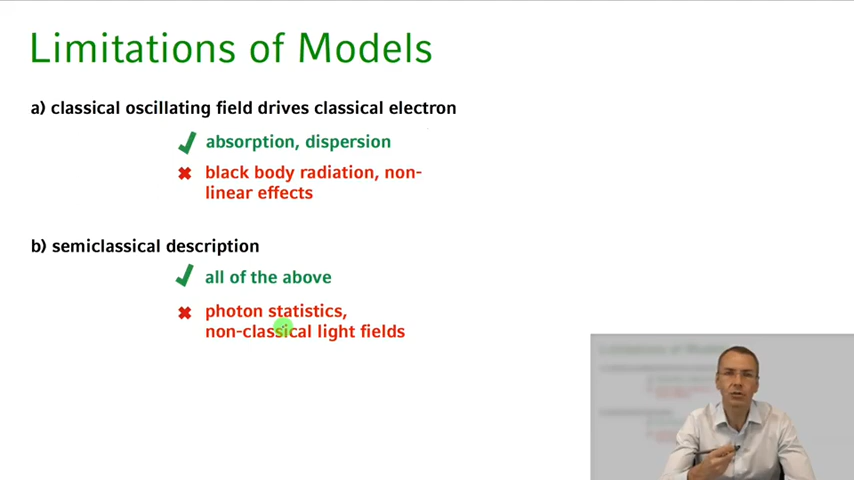 Limitations of Models
a) classical oscillating field drives classical electron
absorption, dispersion
black body radiation, non-
linear effects
b) semiclassical description
all of the above
photon statistics,
non-classical light fields